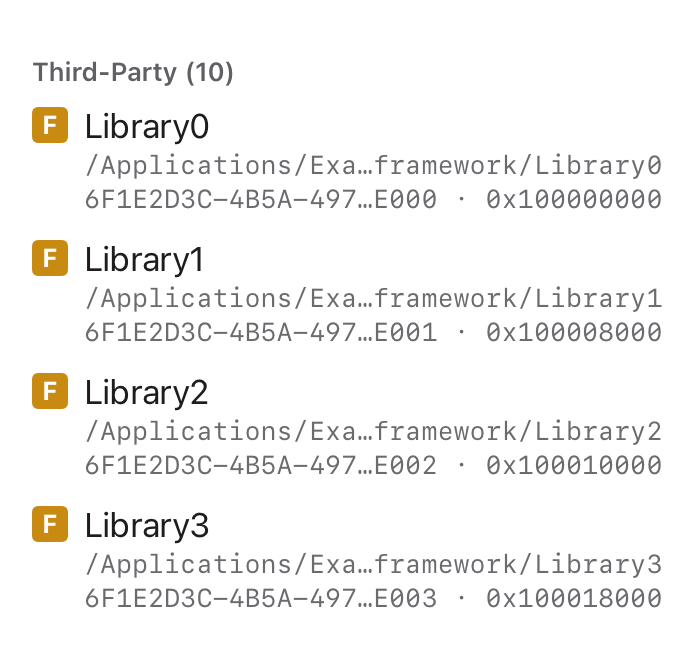 Third-Party (10)
F Library0
/Applications/Exa…framework/Library0
6F1E2D3C-4B5A-497…E000 · 0x100000000
F Library1
/Applications/Exa…framework/Library1
6F1E2D3C-4B5A-497…E001 · 0x100008000
F Library2
/Applications/Exa…framework/Library2
6F1E2D3C-4B5A-497…E002 · 0x100010000
F Library3
/Applications/Exa…framework/Library3
6F1E2D3C-4B5A-497…E003 · 0x100018000